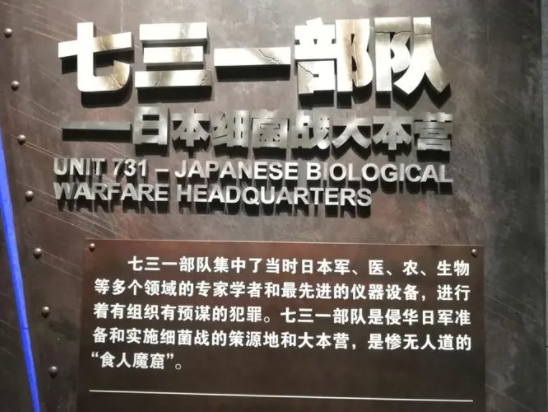 七三一部队
——日本细菌战大本营
UNIT 731 – JAPANESE BIOLOGICAL
WARFARE HEADQUARTERS
七三一部队集中了当时日本军、医、农、生物
等多个领域的专家学者和最先进的仪器设备，进行
着有组织有预谋的犯罪。七三一部队是侵华日军准
备和实施细菌战的策源地和大本营，是惨无人道的
“食人魔窟”。